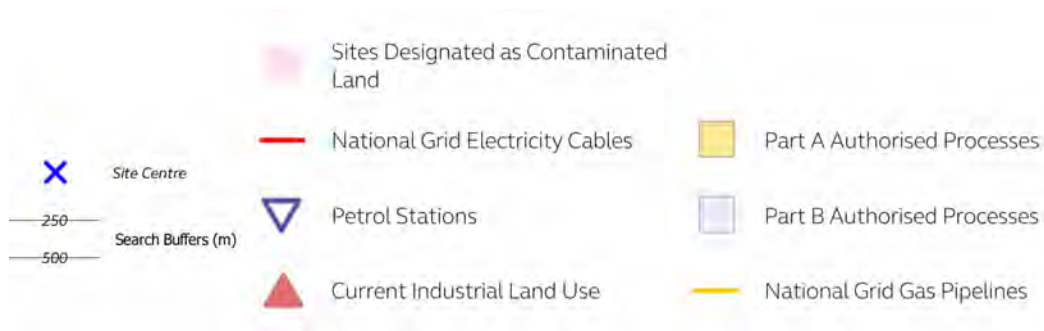 Site Centre
250
Search Buffers (m)
500
Sites Designated as Contaminated
Land
National Grid Electricity Cables
Petrol Stations
Current Industrial Land Use
Part A Authorised Processes
Part B Authorised Processes
National Grid Gas Pipelines